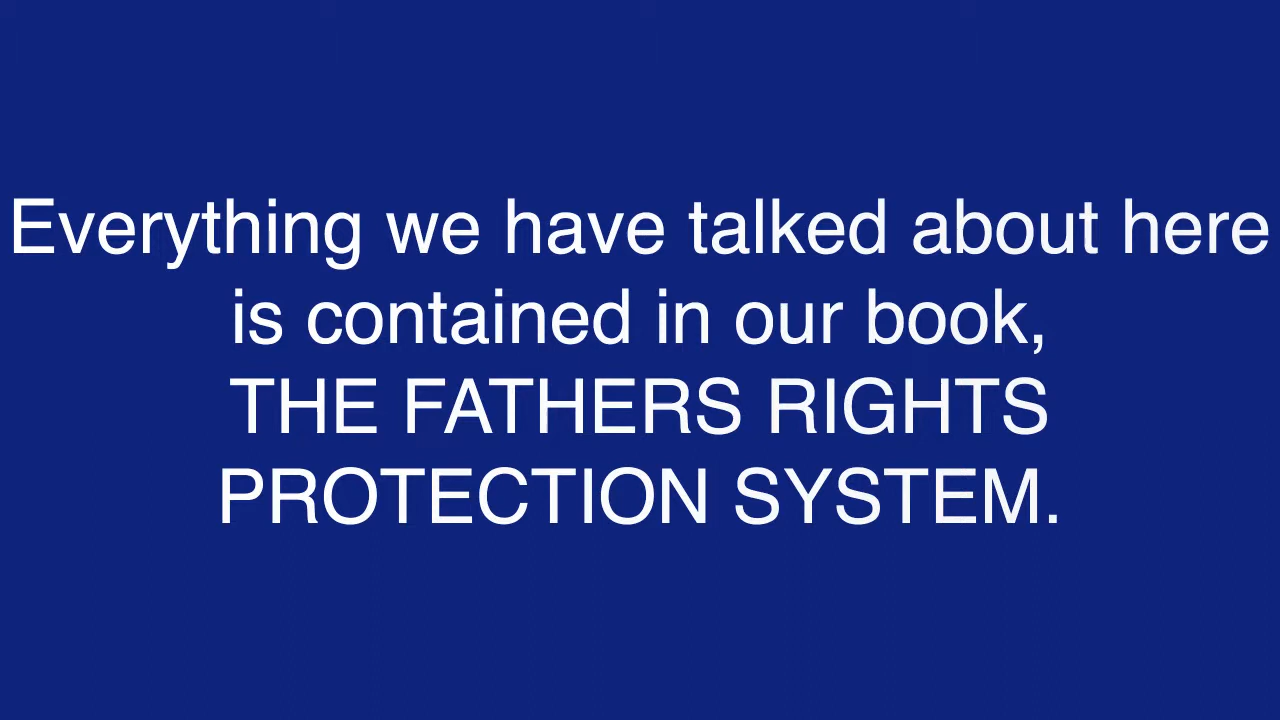 Everything we have talked about here
is contained in our book,
THE FATHERS RIGHTS
PROTECTION SYSTEM.